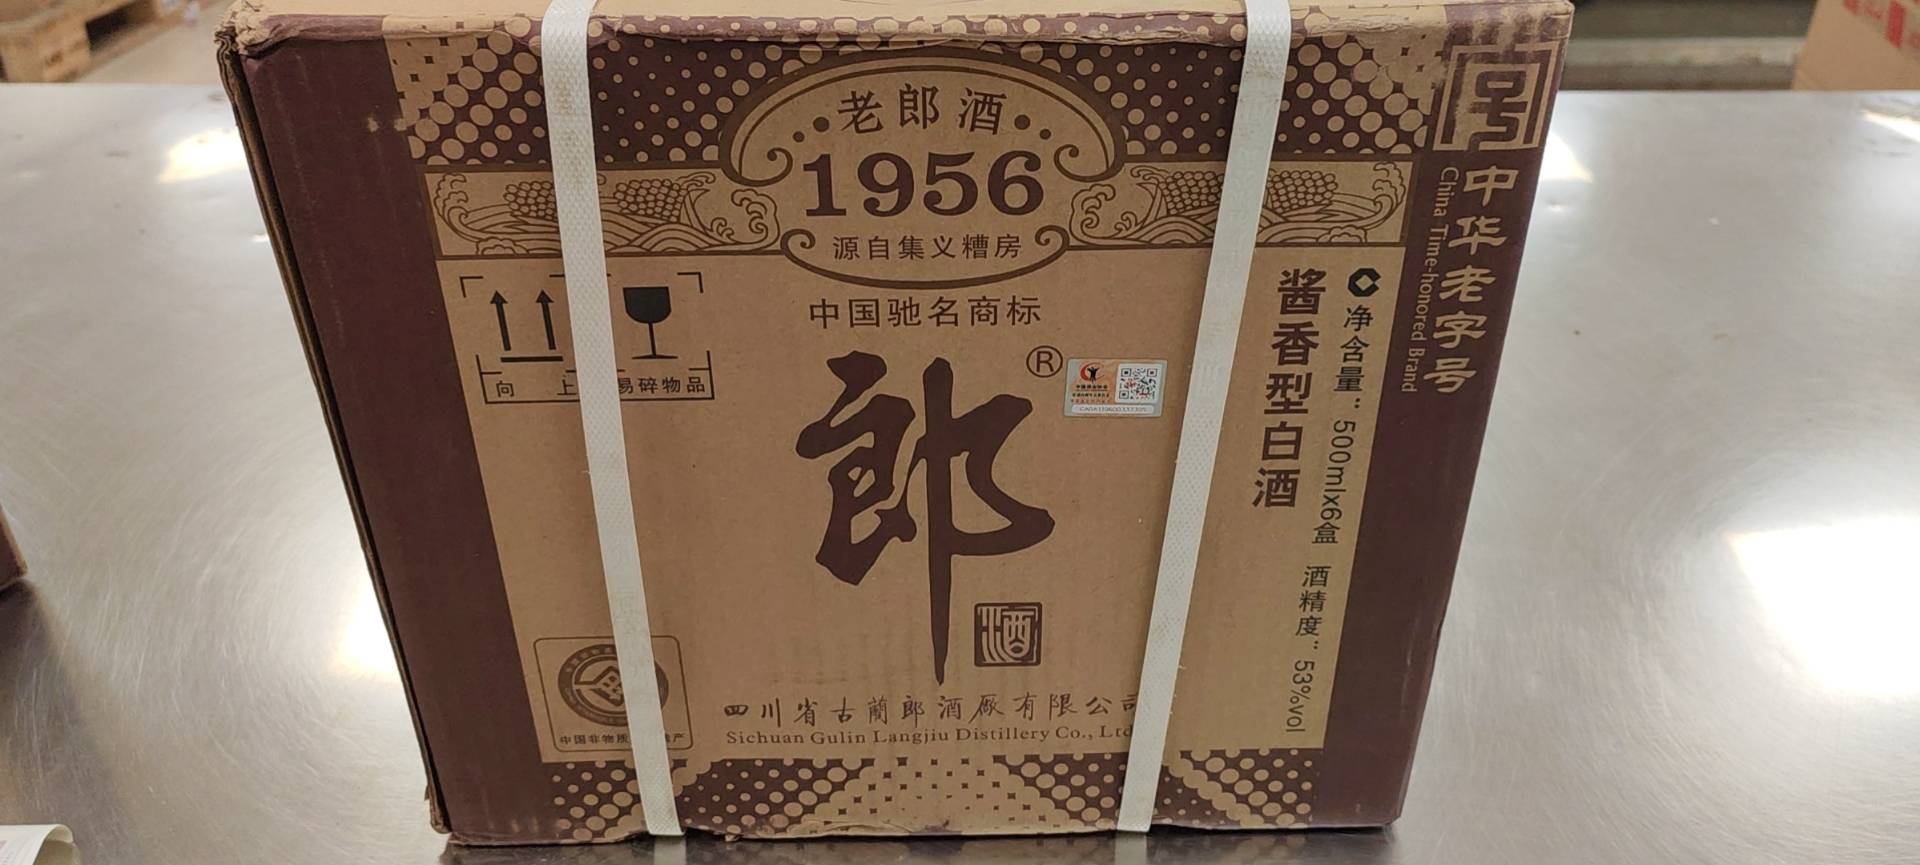 老郎酒
1956
源自集义糟房
中国驰名商标
郎
®
酒
向上
易碎物品
四川省古蔺郎酒厰有限公司
Sichuan Gulin Langjiu Distillery Co., Ltd
酱香型白酒
净含量：500mlx6盒 酒精度：53%vol
中华老字号
China Time-honored Brand
中国非物质